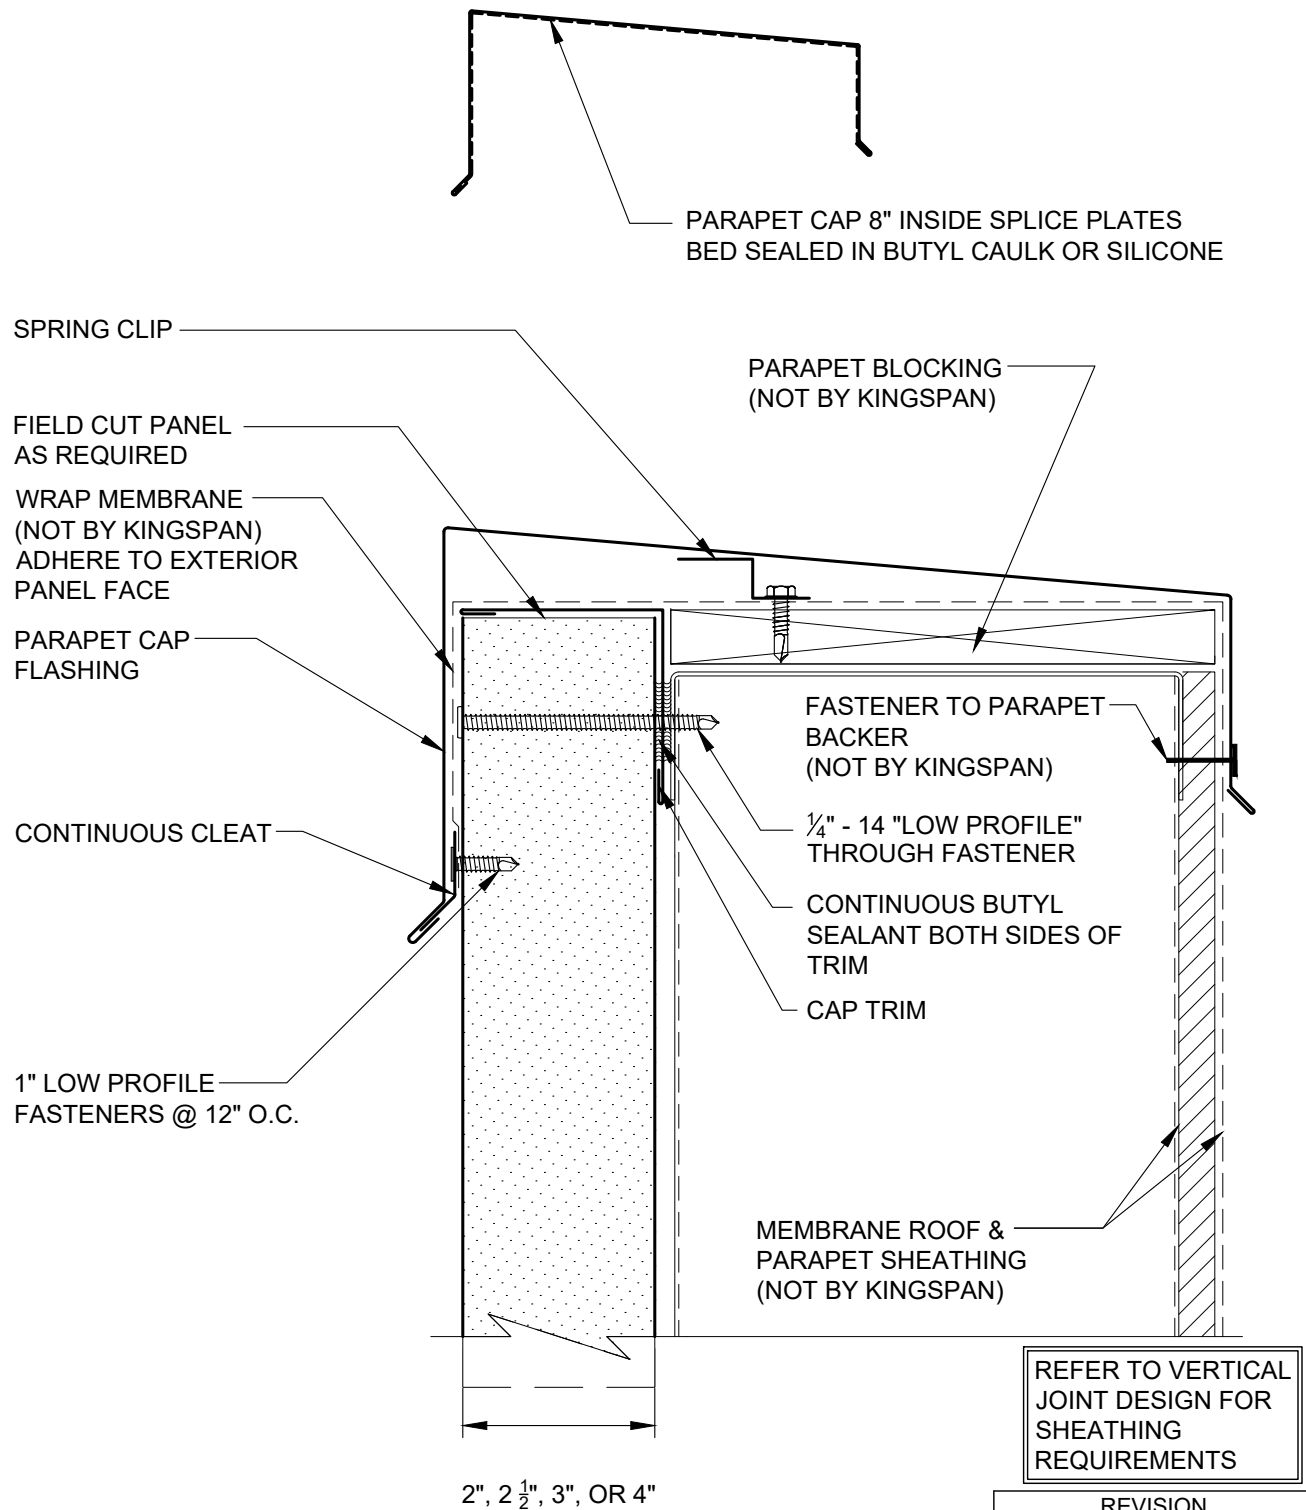 PARAPET CAP 8" INSIDE SPLICE PLATES
BED SEALED IN BUTYL CAULK OR SILICONE
SPRING CLIP
PARAPET BLOCKING
(NOT BY KINGSPAN)
FIELD CUT PANEL
AS REQUIRED
WRAP MEMBRANE
(NOT BY KINGSPAN)
ADHERE TO EXTERIOR
PANEL FACE
PARAPET CAP
FLASHING
FASTENER TO PARAPET
BACKER
(NOT BY KINGSPAN)
CONTINUOUS CLEAT
¼" - 14 "LOW PROFILE"
THROUGH FASTENER
CONTINUOUS BUTYL
SEALANT BOTH SIDES OF
TRIM
CAP TRIM
1" LOW PROFILE
FASTENERS @ 12" O.C.
MEMBRANE ROOF &
PARAPET SHEATHING
(NOT BY KINGSPAN)
REFER TO VERTICAL
JOINT DESIGN FOR
SHEATHING
REQUIREMENTS
2", 2 ½", 3", OR 4"
REVISION